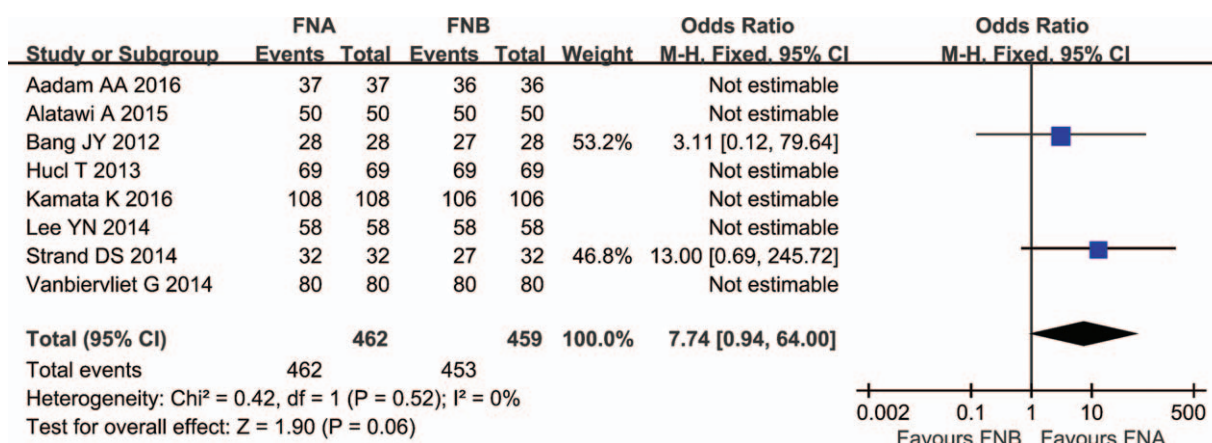 FNA FNB Odds Ratio Odds Ratio
Study or Subgroup Events Total Events Total Weight M-H. Fixed. 95% CI M-H. Fixed. 95% CI
Aadam AA 2016 37 37 36 36 Not estimable
Alatawi A 2015 50 50 50 50 Not estimable
Bang JY 2012 28 28 27 28 53.2% 3.11 [0.12, 79.64]
Hucl T 2013 69 69 69 69 Not estimable
Kamata K 2016 108 108 106 106 Not estimable
Lee YN 2014 58 58 58 58 Not estimable
Strand DS 2014 32 32 27 32 46.8% 13.00 [0.69, 245.72]
Vanbiervliet G 2014 80 80 80 80 Not estimable
Total (95% CI) 462 459 100.0% 7.74 [0.94, 64.00]
Total events 462 453
Heterogeneity: Chi² = 0.42, df = 1 (P = 0.52); I² = 0%
Test for overall effect: Z = 1.90 (P = 0.06)
0.002 0.1 1 10 500
Favours FNB Favours FNA